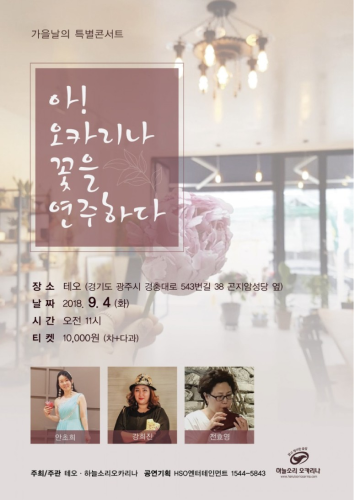 가을날의 특별콘서트
아!
오카리나
꽃을
연주하다
장 소 테오 (경기도 광주시 경충대로 543번길 38 곤지암성당 옆)
날 짜 2018. 9. 4 (화)
시 간 오전 11시
티 켓 10,000원 (차+다과)
안초희 강희산 전효영
주최/주관 테오 · 하늘소리오카리나 공연기획 HSO엔터테인먼트 1544-5843
하늘소리 오카리나